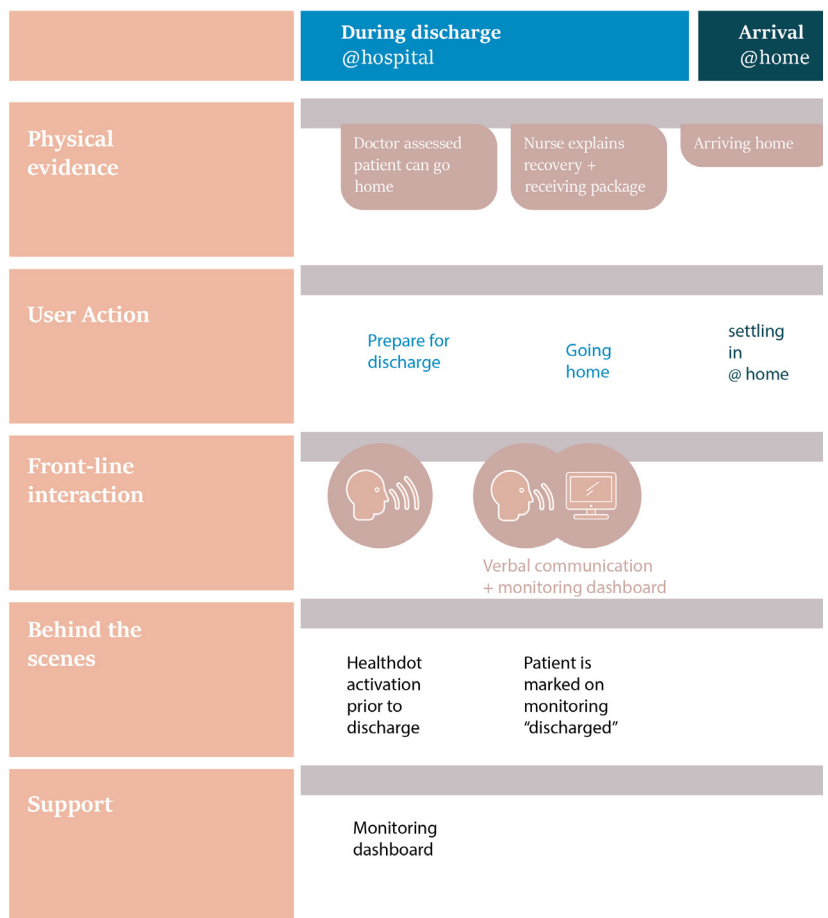 During discharge
@hospital
Arrival
@home
Physical
evidence
Doctor assessed
patient can go
home
Nurse explains
recovery +
receiving package
Arriving home
User Action
Prepare for
discharge
Going
home
settling
in
@ home
Front-line
interaction
Verbal communication
+ monitoring dashboard
Behind the
scenes
Healthdot
activation
prior to
discharge
Patient is
marked on
monitoring
“discharged”
Support
Monitoring
dashboard